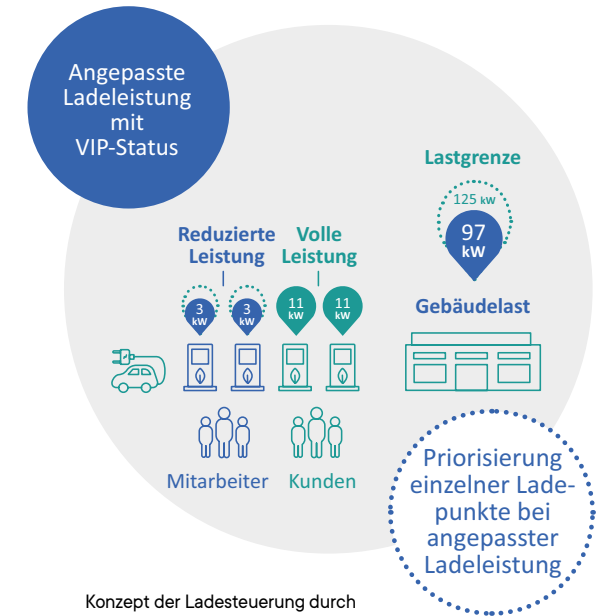 Angepasste
Ladeleistung
mit
VIP-Status
Lastgrenze
125 kW
97
kW
Gebäudelast
Reduzierte
Leistung
Volle
Leistung
3
kW
3
kW
11
kW
11
kW
Mitarbeiter
Kunden
Priorisierung
einzelner Lade-
punkte bei
angepasster
Ladeleistung
Konzept der Ladesteuerung durch